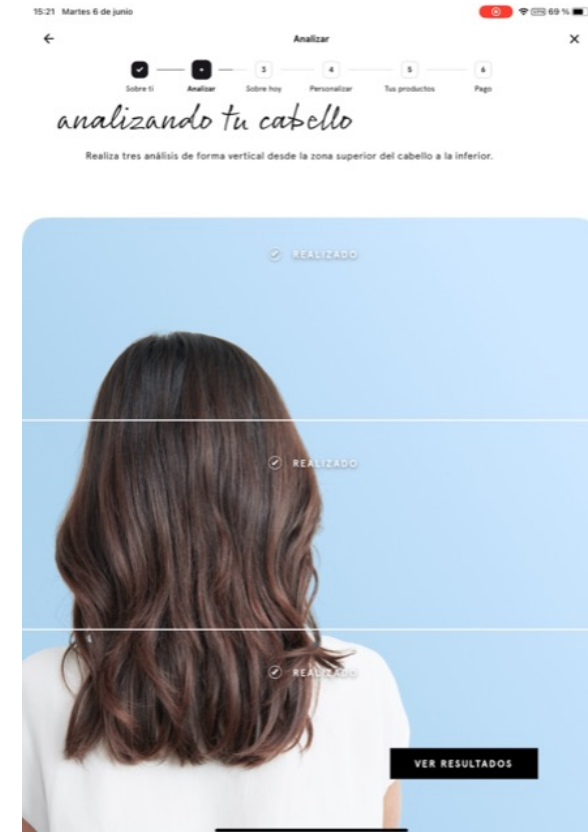 15:21 Martes 6 de junio
VPN 69 %
Analizar
3 4 5 6
Sobre ti Analizar Sobre hoy Personalizar Tus productos Pago
analizando tu cabello
Realiza tres análisis de forma vertical desde la zona superior del cabello a la inferior.
REALIZADO
REALIZADO
REALIZADO
VER RESULTADOS